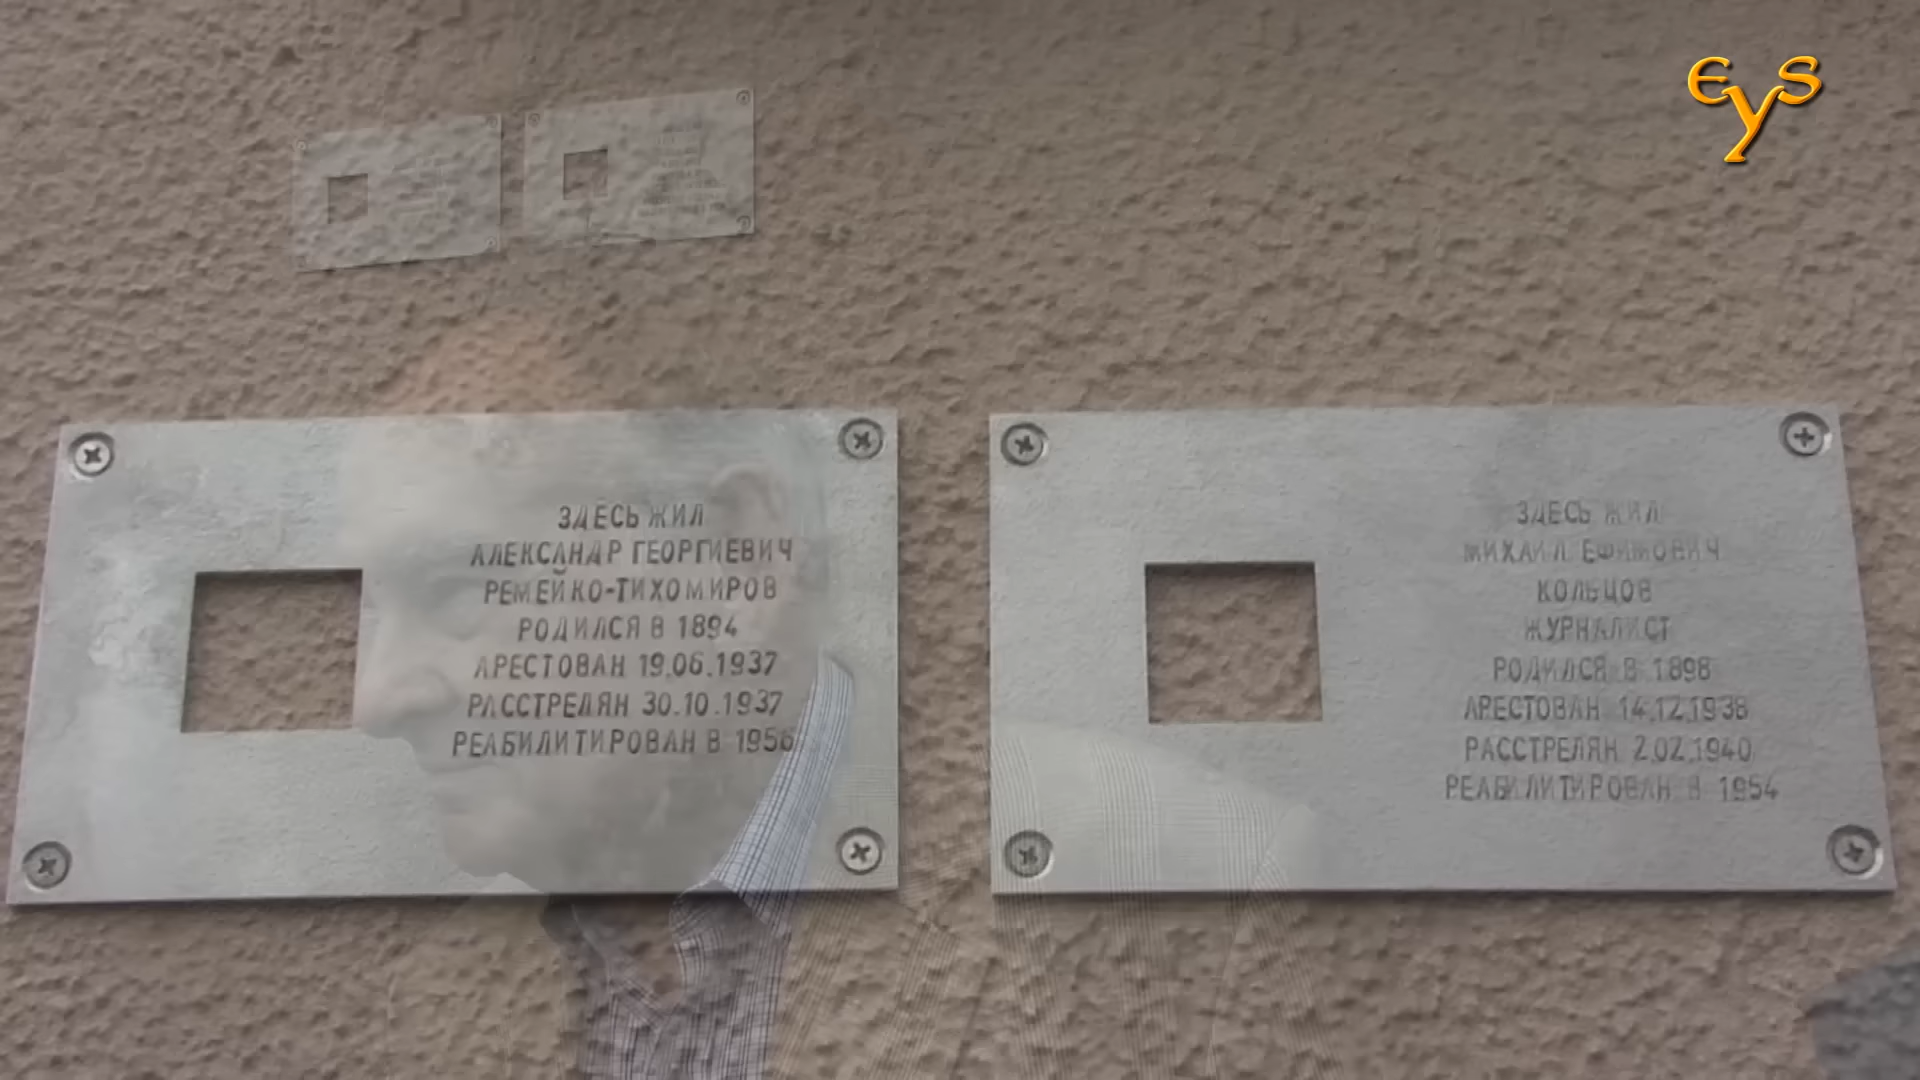 eys
ЗДЕСЬ ЖИЛ
АЛЕКСАНДР ГЕОРГИЕВИЧ
РЕМЕЙКО-ТИХОМИРОВ
РОДИЛСЯ В 1894
АРЕСТОВАН 19.06.1937
РАССТРЕЛЯН 30.10.1937
РЕАБИЛИТИРОВАН В 1956
ЗДЕСЬ ЖИЛ
МИХАИЛ ЕФИМОВИЧ
КОЛЬЦОВ
ЖУРНАЛИСТ
РОДИЛСЯ В 1898
АРЕСТОВАН 14.12.1938
РАССТРЕЛЯН 2.02.1940
РЕАБИЛИТИРОВАН В 1954